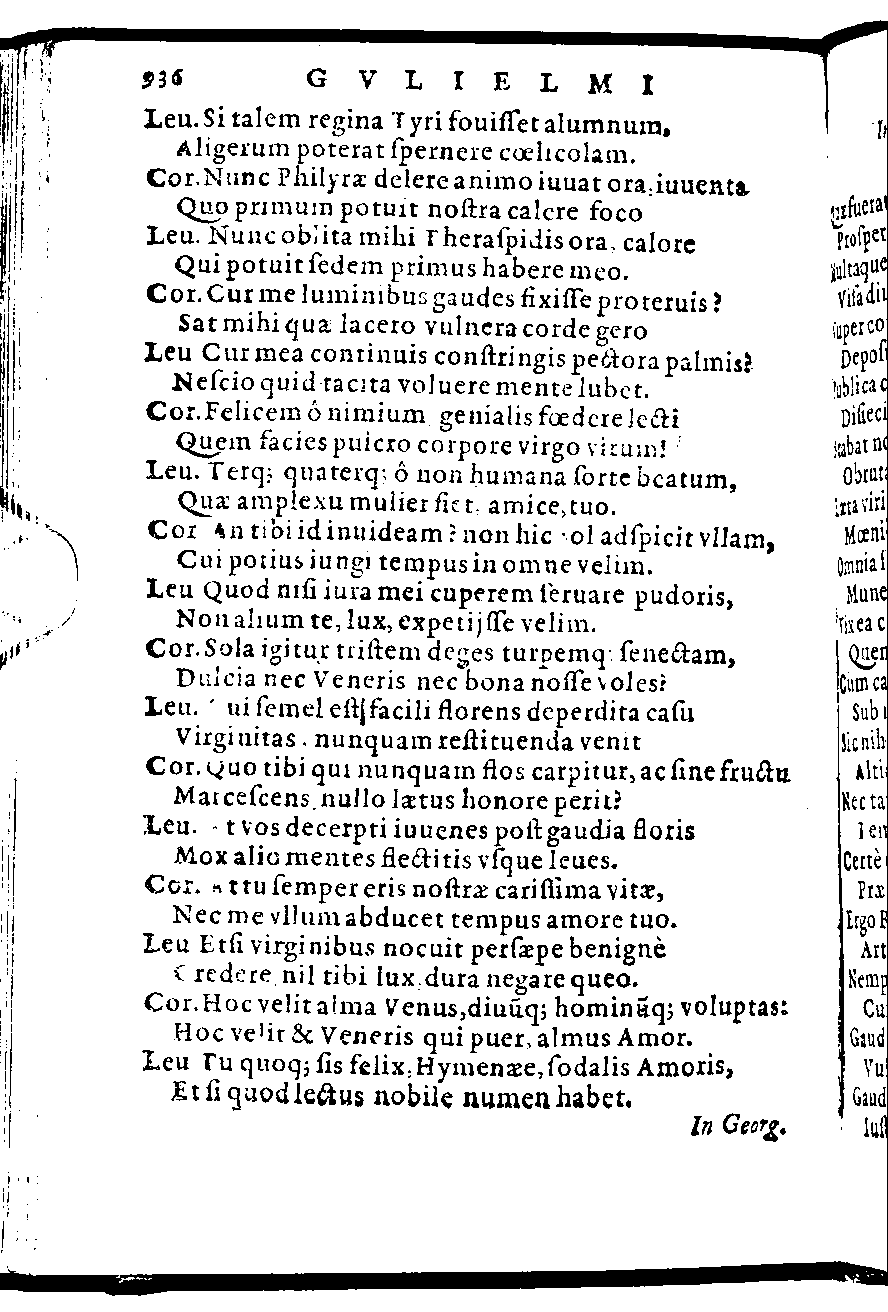 936 GVLIELMI
Leu. Si talem regina Tyri fouiſſet alumnum,
Aligerum poterat ſpernere cœlicolam.
Cor. Nunc Philyræ delere animo iuuat ora, iuuenta
Quo primum potuit noſtra calere foco
Leu. Nunc oblita mihi Theraſpidis ora, calore
Qui potuit ſedem primus habere meo.
Cor. Cur me luminibus gaudes fixiſſe proteruis?
Sat mihi quæ lacero vulnera corde gero
Leu Cur mea continuis conſtringis pectora palmis?
Neſcio quid tacita voluere mente lubet.
Cor. Felicem ô nimium genialis fœdere lecti
Quem facies pulcro corpore virgo virum!
Leu. Terq; quaterq; ô non humana ſorte beatum,
Quæ amplexu mulier fiet, amice, tuo.
Cor An tibi id inuideam? non hic ol adſpicit vllam,
Cui potius iungi tempus in omne velim.
Leu Quod niſi iura mei cuperem ſeruare pudoris,
Non alium te, lux, expetijſſe velim.
Cor. Sola igitur triſtem deges turpemq; ſenectam,
Dulcia nec Veneris nec bona noſſe voles?
Leu. ui ſemel eſt facili florens deperdita caſu
Virginitas, nunquam reſtituenda venit
Cor. Quo tibi qui nunquam flos carpitur, ac ſine fructu
Marceſcens nullo lætus honore perit?
Leu. t vos decerpti iuuenes poſt gaudia floris
Mox alio mentes flectitis vſque leues.
Cor. At tu ſemper eris noſtræ cariſſima vitæ,
Nec me vllum abducet tempus amore tuo.
Leu Etſi virginibus nocuit perſæpe benignè
Credere, nil tibi lux dura negare queo.
Cor. Hoc velit alma Venus, diuũq; hominũq; voluptas:
Hoc velit & Veneris qui puer, almus Amor.
Leu Tu quoq; ſis felix, Hymenæe, ſodalis Amoris,
Et ſi quod lectus nobile numen habet.
In Georg.